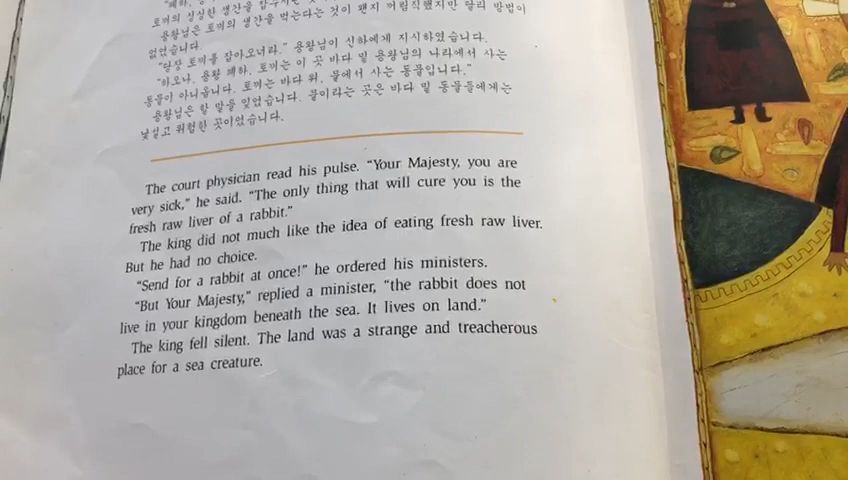 토끼의 싱싱한 생간을
용왕님은 토끼의 생간을 먹는다는 것이 왠지 꺼림직했지만 달리 방법이
없었습니다.
"당장 토끼를 잡아오너라." 용왕님이 신하에게 지시하였습니다.
"하오나, 용왕 폐하, 토끼는 이 곳 바다 밑 용왕님의 나라에서 사는
동물이 아니옵니다. 토끼는 바다 위, 뭍에서 사는 동물입니다."
용왕님은 할 말을 잊었습니다. 뭍이라는 곳은 바다 밑 동물들에게는
낯설고 위험한 곳이었습니다.
The court physician read his pulse. “Your Majesty, you are
very sick,” he said. “The only thing that will cure you is the
fresh raw liver of a rabbit.”
The king did not much like the idea of eating fresh raw liver.
But he had no choice.
“Send for a rabbit at once!” he ordered his ministers.
“But Your Majesty,” replied a minister, “the rabbit does not
live in your kingdom beneath the sea. It lives on land.”
The king fell silent. The land was a strange and treacherous
place for a sea creature.